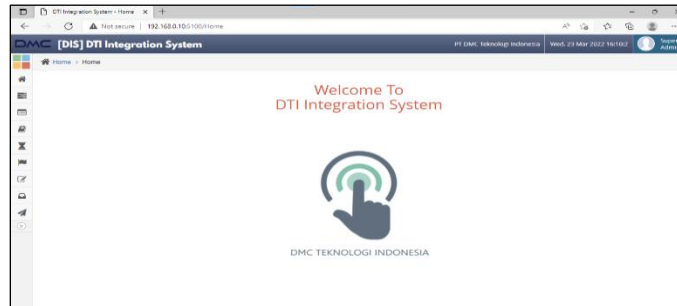 DTI Integration System - Home
Not secure | 192.168.0.10:5100/Home
DMC [DIS] DTI Integration System
PT DMC Teknologi Indonesia
Wed, 23 Mar 2022 16:10:2
Super
Admi
Home > Home
Welcome To
DTI Integration System
DMC TEKNOLOGI INDONESIA